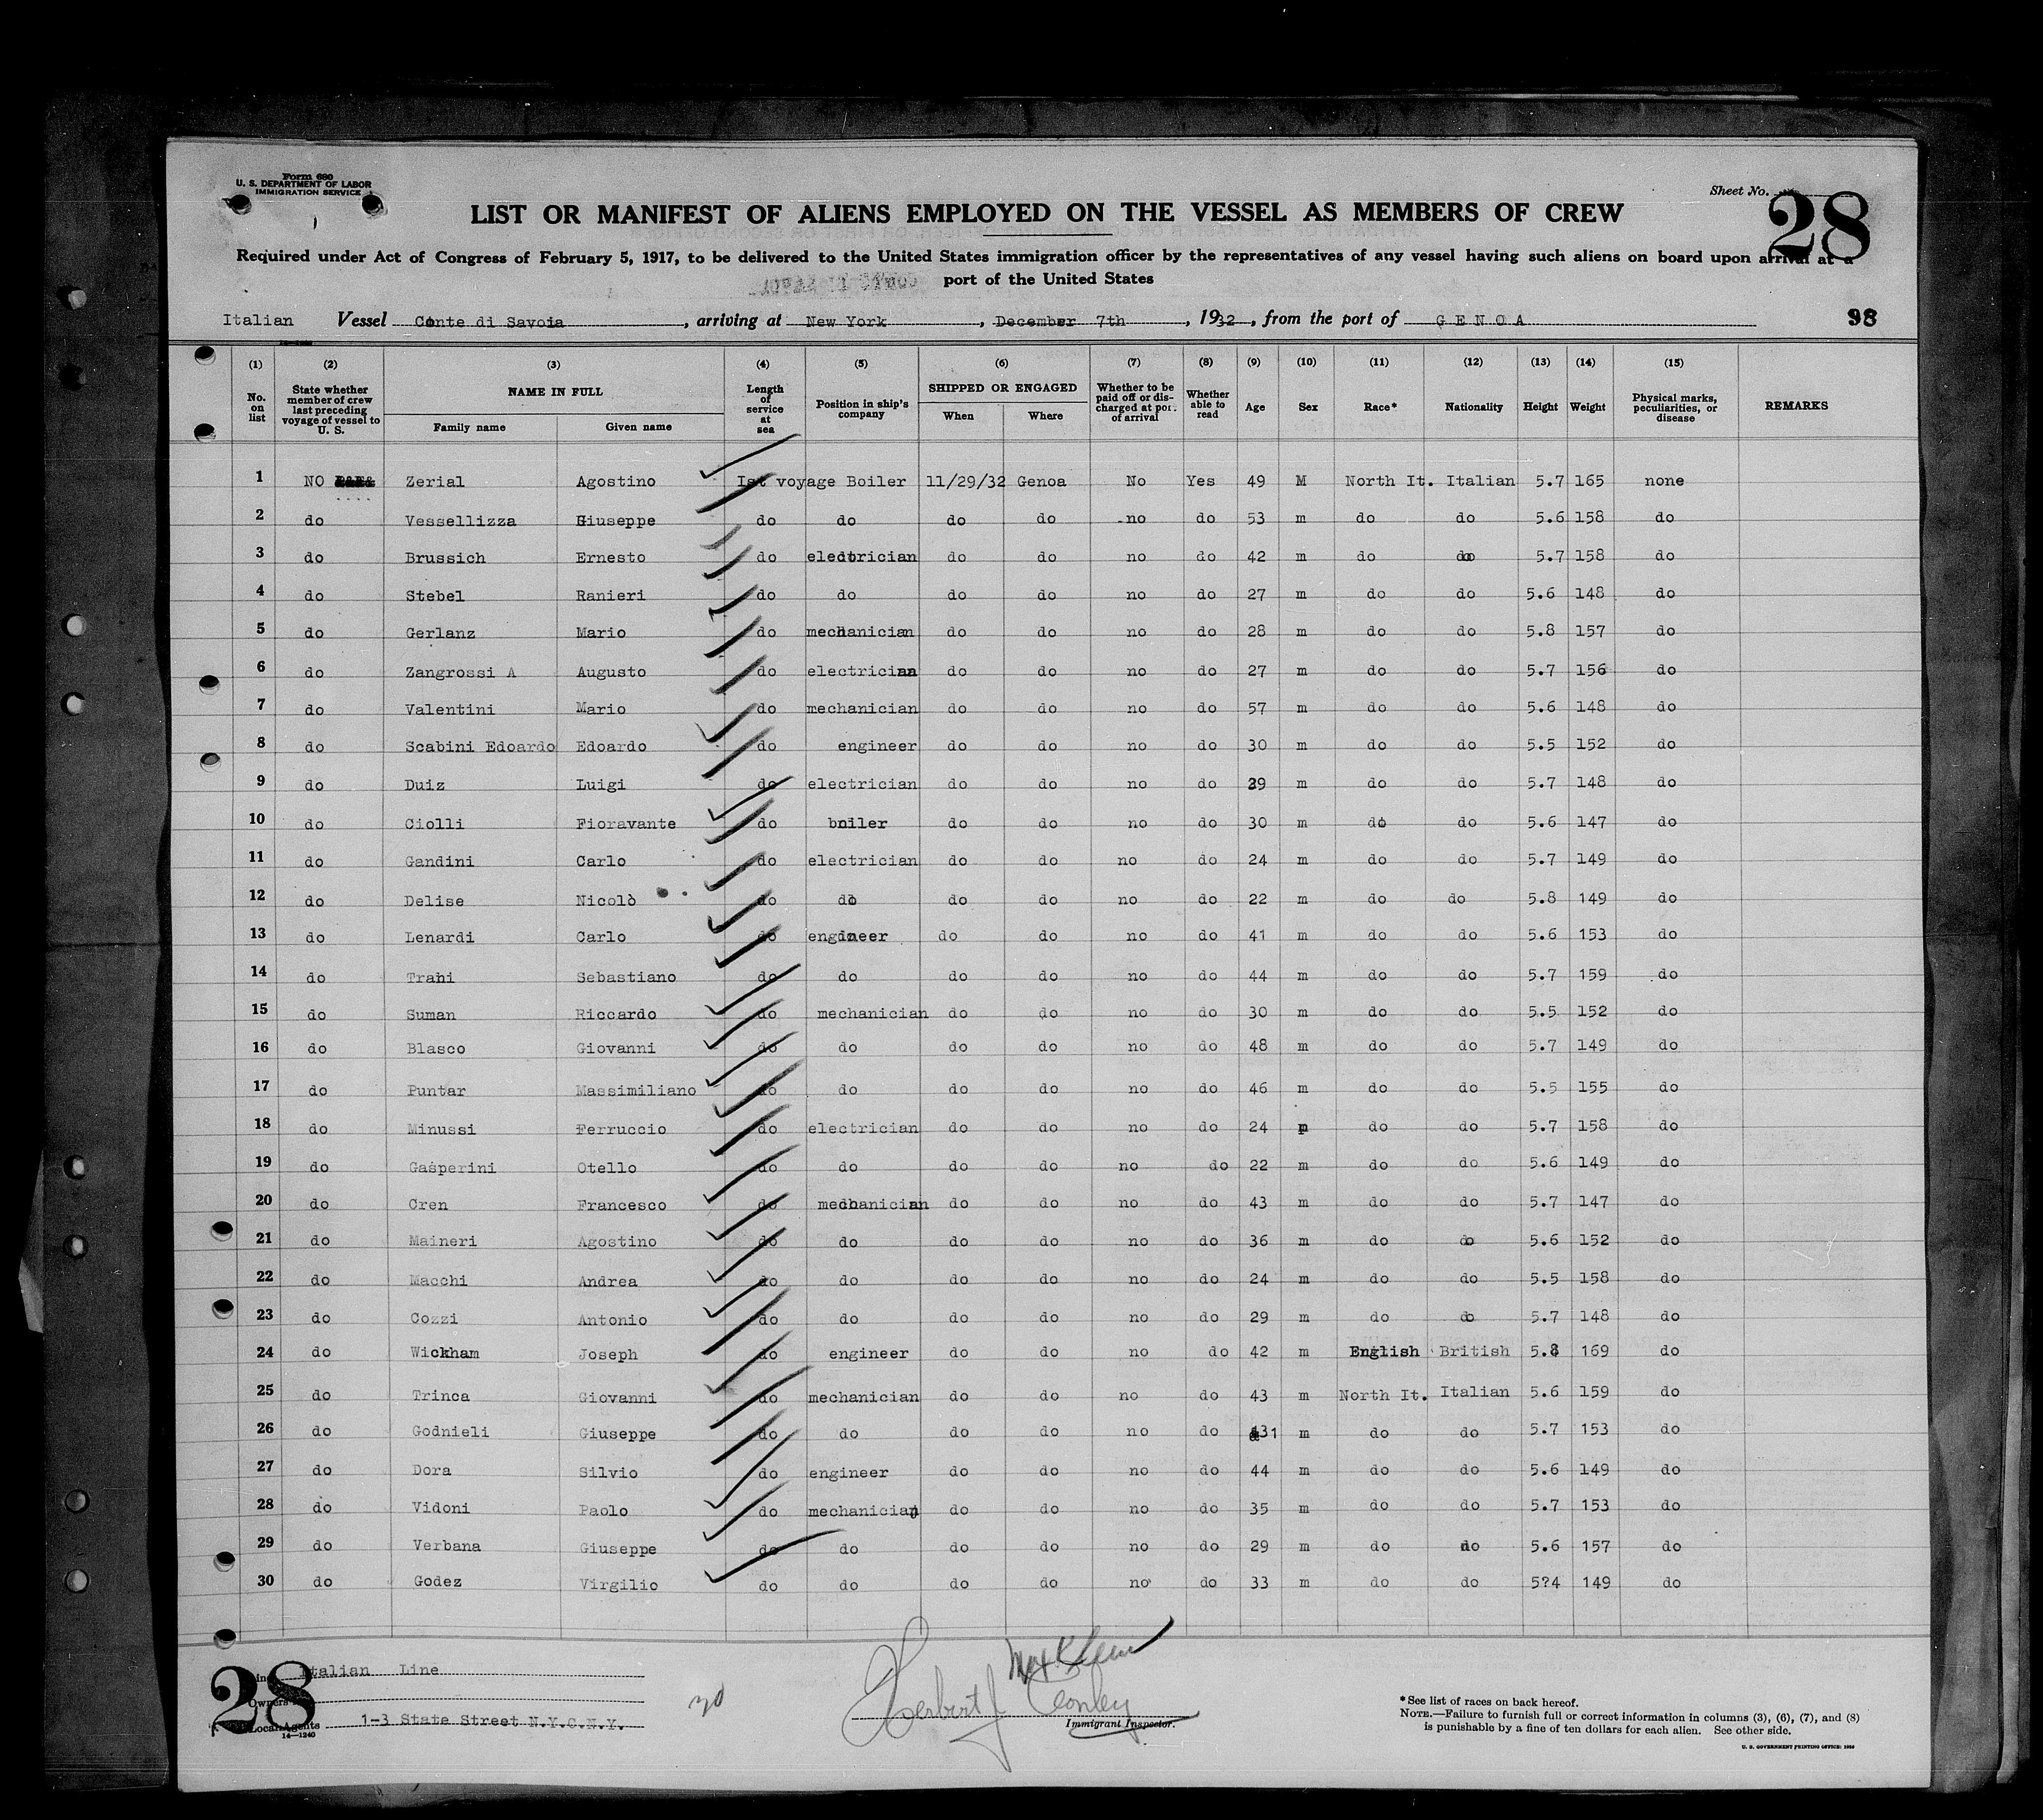 Form 680
U. S. DEPARTMENT OF LABOR
IMMIGRATION SERVICE
Sheet No. 28
LIST OR MANIFEST OF ALIENS EMPLOYED ON THE VESSEL AS MEMBERS OF CREW
Required under Act of Congress of February 5, 1917, to be delivered to the United States immigration officer by the representatives of any vessel having such aliens on board upon arrival at a
port of the United States
Italian Vessel Conte di Savoia, arriving at New York, December 7th, 1932, from the port of GENOA 98
(1) (2) (3) (4) (5) (6) (7) (8) (9) (10) (11) (12) (13) (14) (15)
No. on list State whether member of crew last preceding voyage of vessel to U. S. NAME IN FULL Family name Given name Length of service at sea Position in ship's company SHIPPED OR ENGAGED When Where Whether to be paid off or discharged at port of arrival Whether able to read Age Sex Race* Nationality Height Weight Physical marks, peculiarities, or disease REMARKS
1 NO Zerial Agostino Ist voyage Boiler 11/29/32 Genoa No Yes 49 M North It. Italian 5.7 165 none
2 do Vessellizza Giuseppe do do do do no do 53 m do do 5.6 158 do
3 do Brussich Ernesto do electrician do do no do 42 m do do 5.7 158 do
4 do Stebel Ranieri do do do do no do 27 m do do 5.6 148 do
5 do Gerlanz Mario do mechanician do do no do 28 m do do 5.8 157 do
6 do Zangrossi A Augusto do electrician do do no do 27 m do do 5.7 156 do
7 do Valentini Mario do mechanician do do no do 57 m do do 5.6 148 do
8 do Scabini Edoardo Edoardo do engineer do do no do 30 m do do 5.5 152 do
9 do Duiz Luigi do electrician do do no do 39 m do do 5.7 148 do
10 do Ciolli Fioravante do boiler do do no do 30 m do do 5.6 147 do
11 do Gandini Carlo do electrician do do no do 24 m do do 5.7 149 do
12 do Delise Nicolò do do do do no do 22 m do do 5.8 149 do
13 do Lenardi Carlo do engineer do do no do 41 m do do 5.6 153 do
14 do Trani Sebastiano do do do do no do 44 m do do 5.7 159 do
15 do Suman Riccardo do mechanician do do no do 30 m do do 5.5 152 do
16 do Blasco Giovanni do do do do no do 48 m do do 5.7 149 do
17 do Puntar Massimiliano do do do do no do 46 m do do 5.5 155 do
18 do Minussi Ferruccio do electrician do do no do 24 m do do 5.7 158 do
19 do Gasperini Otello do do do do no do 22 m do do 5.6 149 do
20 do Cren Francesco do mechanician do do no do 43 m do do 5.7 147 do
21 do Maineri Agostino do do do do no do 36 m do do 5.6 152 do
22 do Macchi Andrea do do do do no do 24 m do do 5.5 158 do
23 do Cozzi Antonio do do do do no do 29 m do do 5.7 148 do
24 do Wickham Joseph do engineer do do no do 42 m English British 5.8 169 do
25 do Trinca Giovanni do mechanician do do no do 43 m North It. Italian 5.6 159 do
26 do Godnieli Giuseppe do do do do no do 31 m do do 5.7 153 do
27 do Dora Silvio do engineer do do no do 44 m do do 5.6 149 do
28 do Vidoni Paolo do mechanician do do no do 35 m do do 5.7 153 do
29 do Verbana Giuseppe do do do do no do 29 m do do 5.6 157 do
30 do Godez Virgilio do do do do no do 33 m do do 5?4 149 do
28
Line Italian Line
Owners
Local Agents 1-3 State Street N.Y.C.N.Y.
14—1240
30
Herbert J Conley
Immigrant Inspector.
*See list of races on back hereof.
NOTE.—Failure to furnish full or correct information in columns (3), (6), (7), and (8)
is punishable by a fine of ten dollars for each alien. See other side.
U. S. GOVERNMENT PRINTING OFFICE: 1929